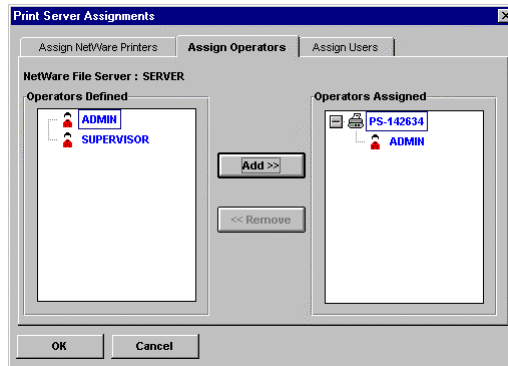 Print Server Assignments
Assign NetWare Printers Assign Operators Assign Users
NetWare File Server : SERVER
Operators Defined Operators Assigned
ADMIN PS-142634
SUPERVISOR ADMIN
Add >>
<< Remove
OK Cancel